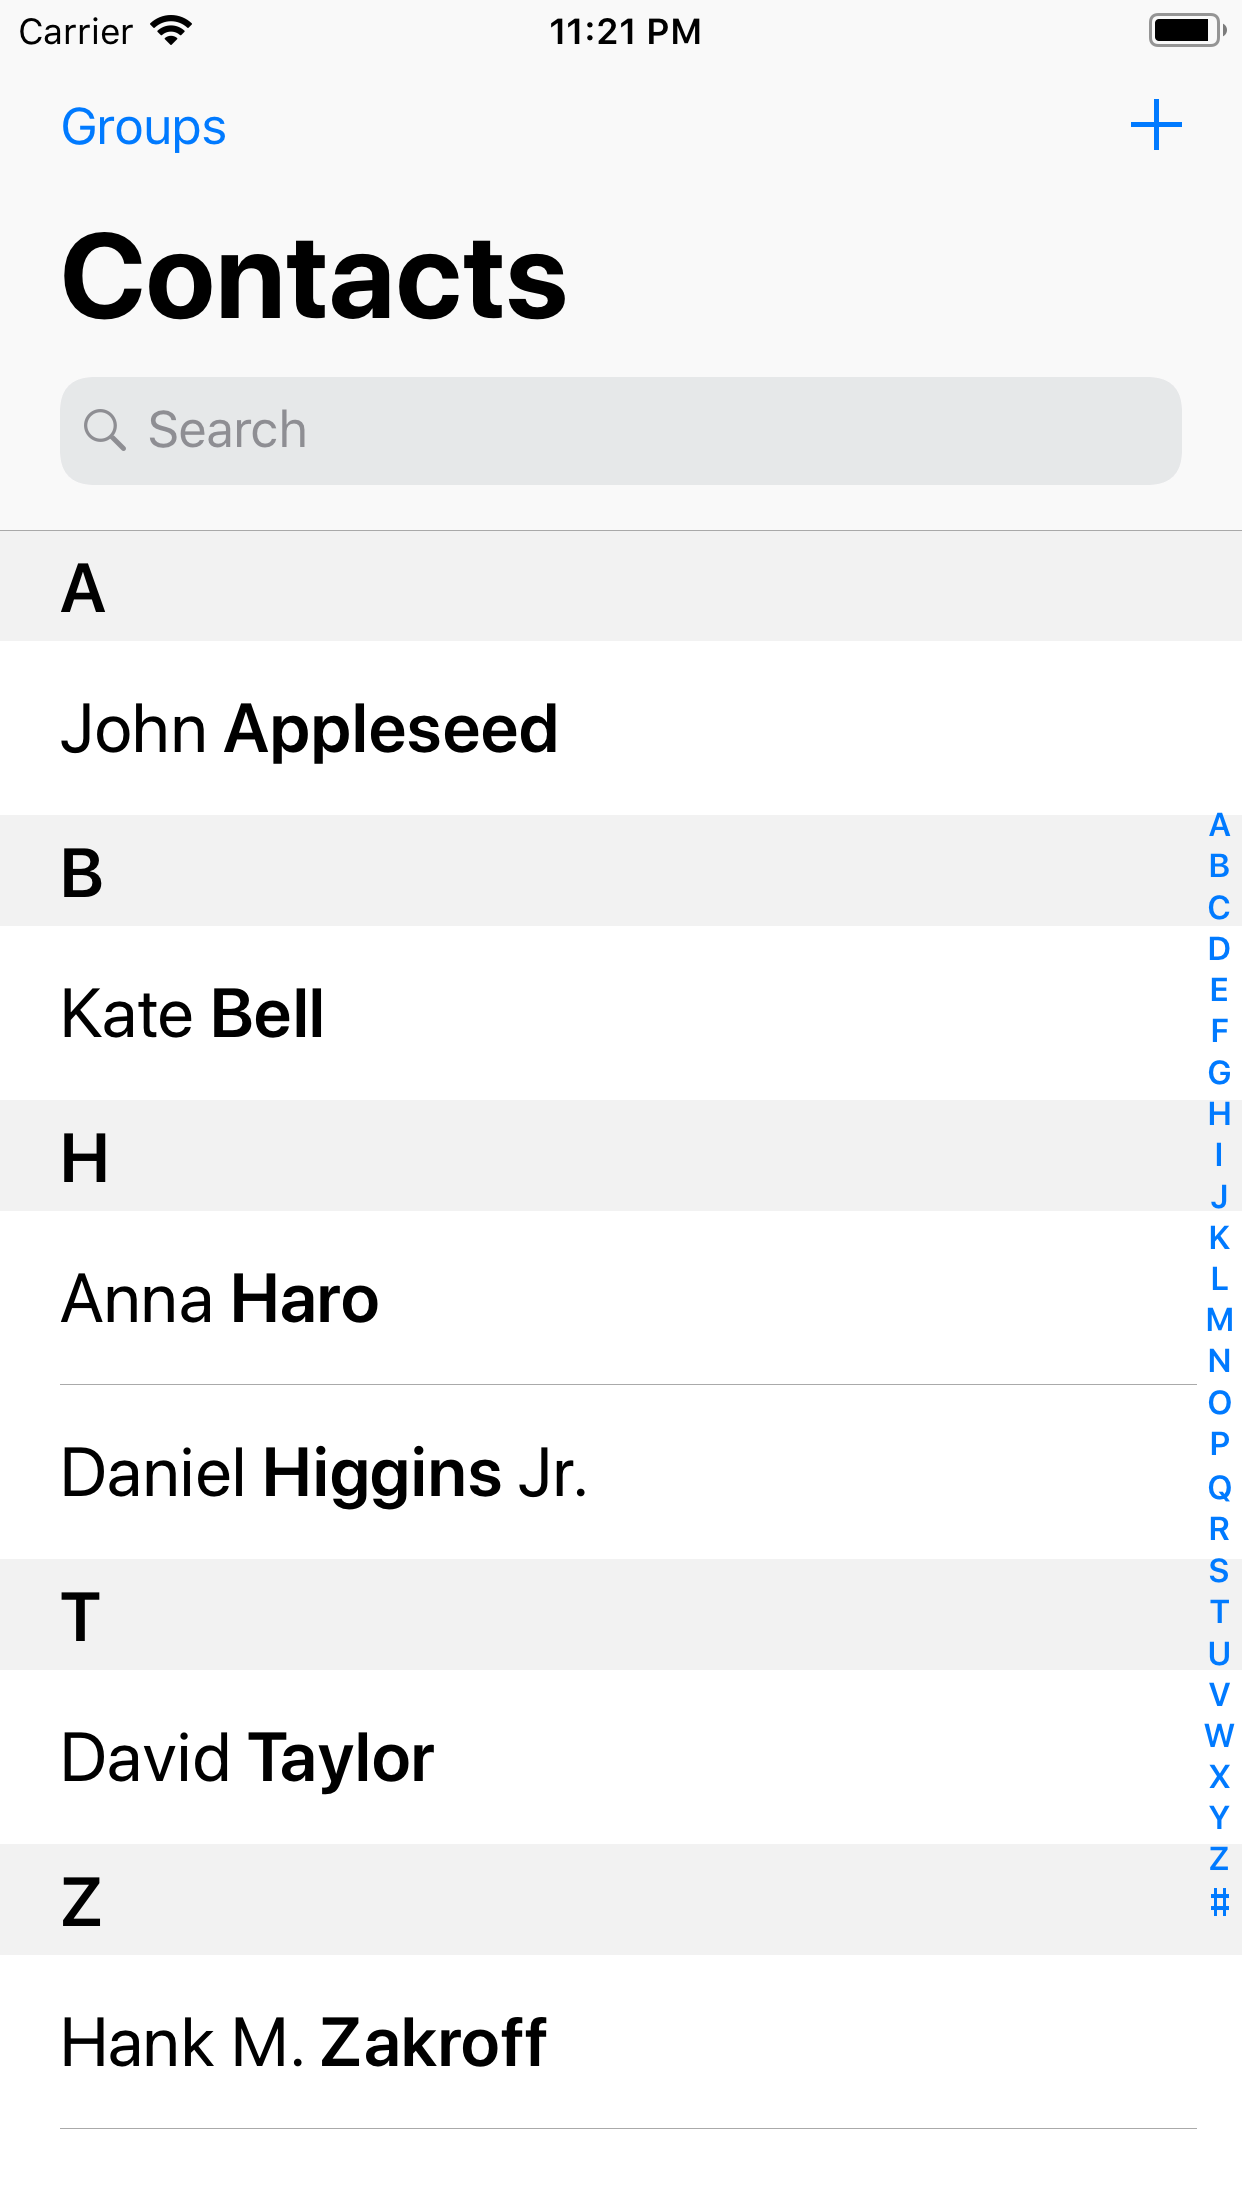 Carrier 11:21 PM
Groups
Contacts
Search
A
John Appleseed
B
Kate Bell
H
Anna Haro
Daniel Higgins Jr.
T
David Taylor
Z
Hank M. Zakroff
A
B
C
D
E
F
G
H
I
J
K
L
M
N
O
P
Q
R
S
T
U
V
W
X
Y
Z
#